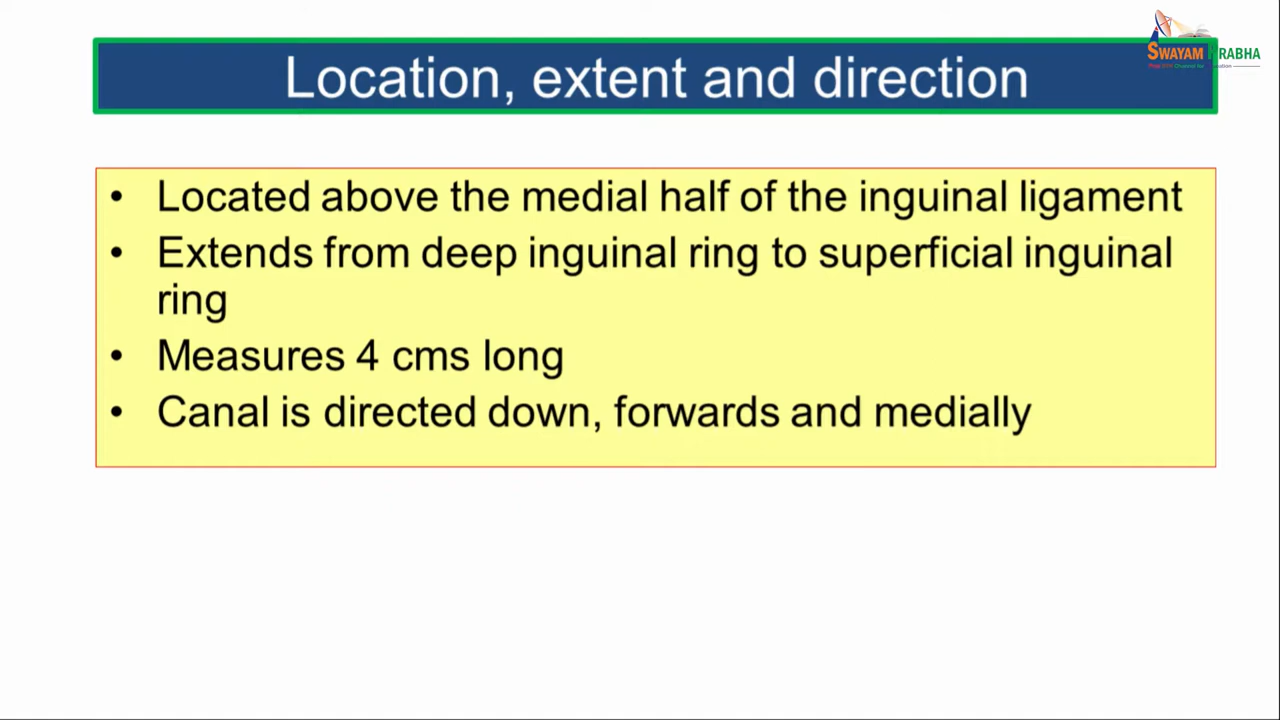 SWAYAM PRABHA
Location, extent and direction
• Located above the medial half of the inguinal ligament
• Extends from deep inguinal ring to superficial inguinal
ring
• Measures 4 cms long
• Canal is directed down, forwards and medially